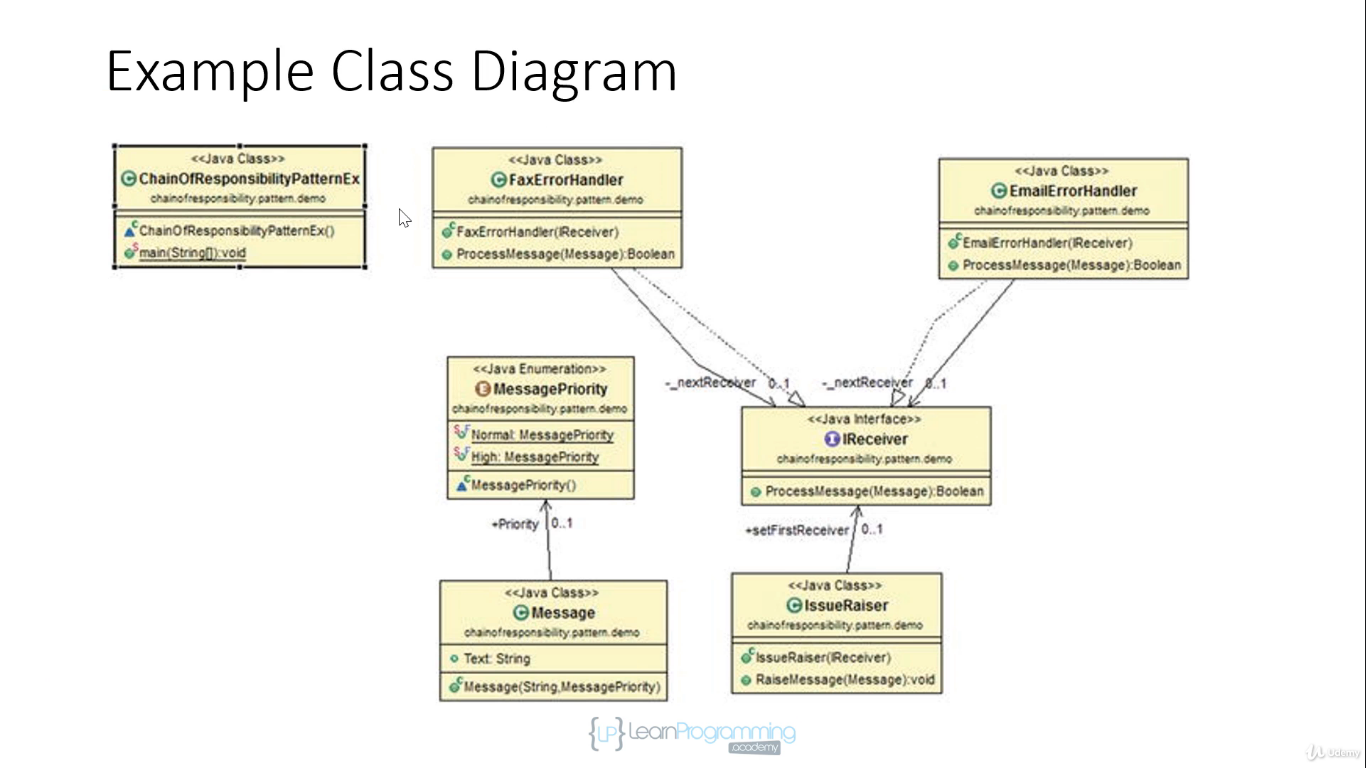 Example Class Diagram
<<Java Class>>
ChainOfResponsibilityPatternEx
chainofresponsibility.pattern.demo
ChainOfResponsibilityPatternEx()
main(String[]):void
<<Java Class>>
FaxErrorHandler
chainofresponsibility.pattern.demo
FaxErrorHandler(IReceiver)
ProcessMessage(Message):Boolean
<<Java Class>>
EmailErrorHandler
chainofresponsibility.pattern.demo
EmailErrorHandler(IReceiver)
ProcessMessage(Message):Boolean
-_nextReceiver 0..1
-_nextReceiver 0..1
<<Java Enumeration>>
MessagePriority
chainofresponsibility.pattern.demo
Normal: MessagePriority
High: MessagePriority
MessagePriority()
<<Java Interface>>
IReceiver
chainofresponsibility.pattern.demo
ProcessMessage(Message):Boolean
+Priority 0..1
+setFirstReceiver 0..1
<<Java Class>>
Message
chainofresponsibility.pattern.demo
Text: String
Message(String,MessagePriority)
<<Java Class>>
IssueRaiser
chainofresponsibility.pattern.demo
IssueRaiser(IReceiver)
RaiseMessage(Message):void
{LP} LearnProgramming
.academy
Udemy